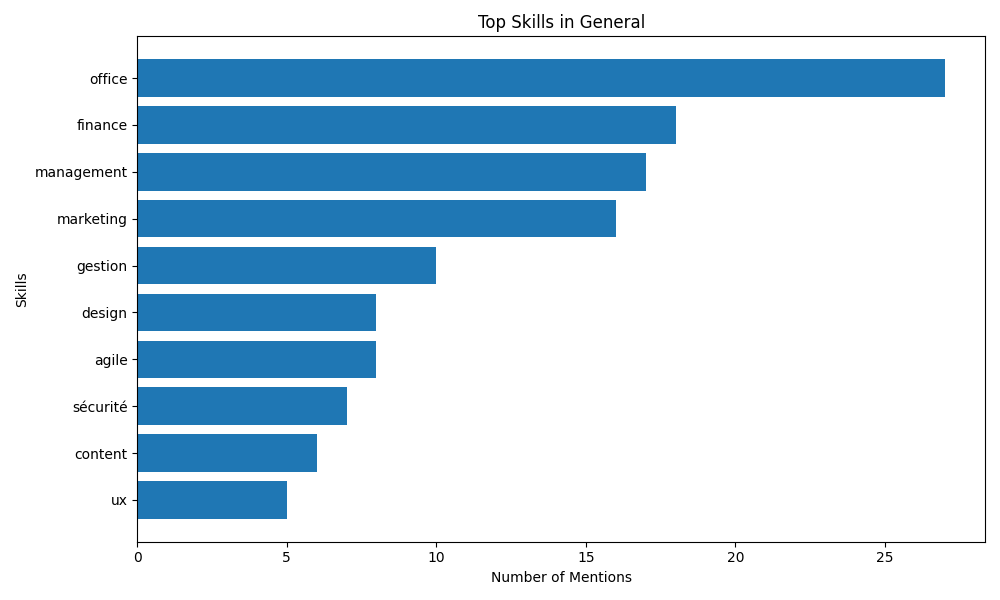 Top Skills in General
office
finance
management
marketing
gestion
design
agile
sécurité
content
ux
Skills
0 5 10 15 20 25
Number of Mentions